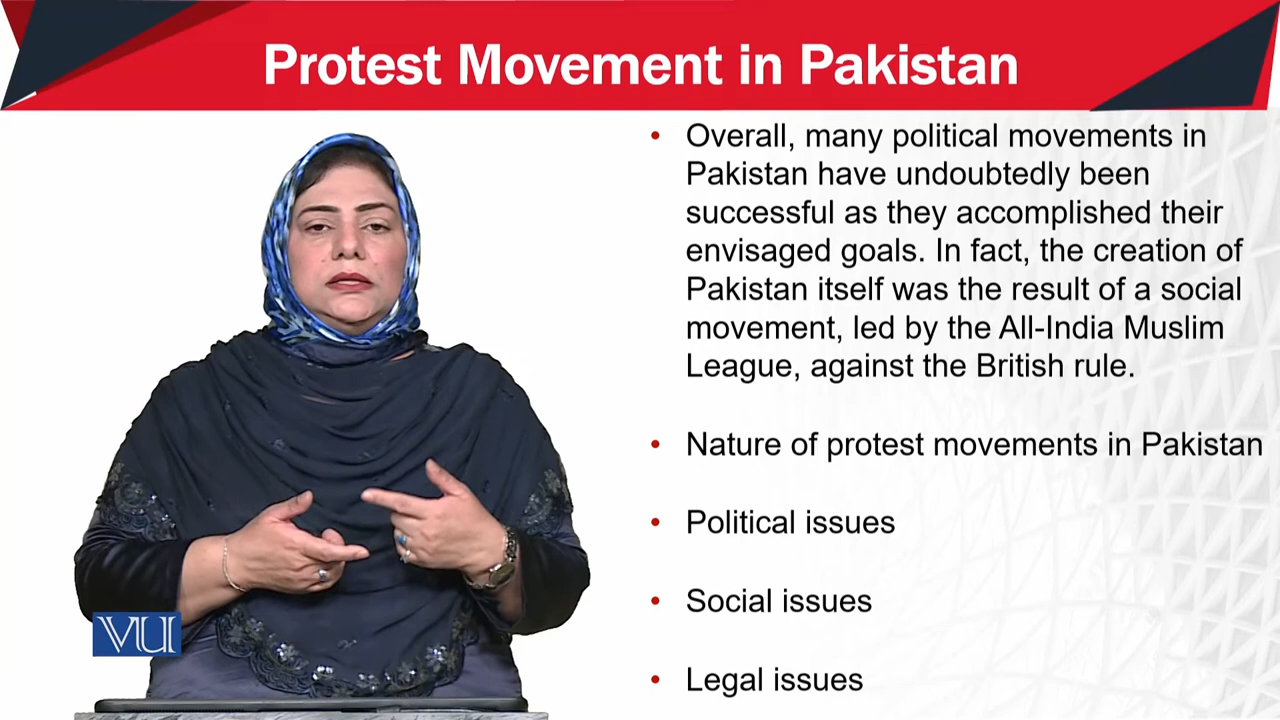 Protest Movement in Pakistan
• Overall, many political movements in
Pakistan have undoubtedly been
successful as they accomplished their
envisaged goals. In fact, the creation of
Pakistan itself was the result of a social
movement, led by the All-India Muslim
League, against the British rule.
• Nature of protest movements in Pakistan
• Political issues
• Social issues
VU
• Legal issues